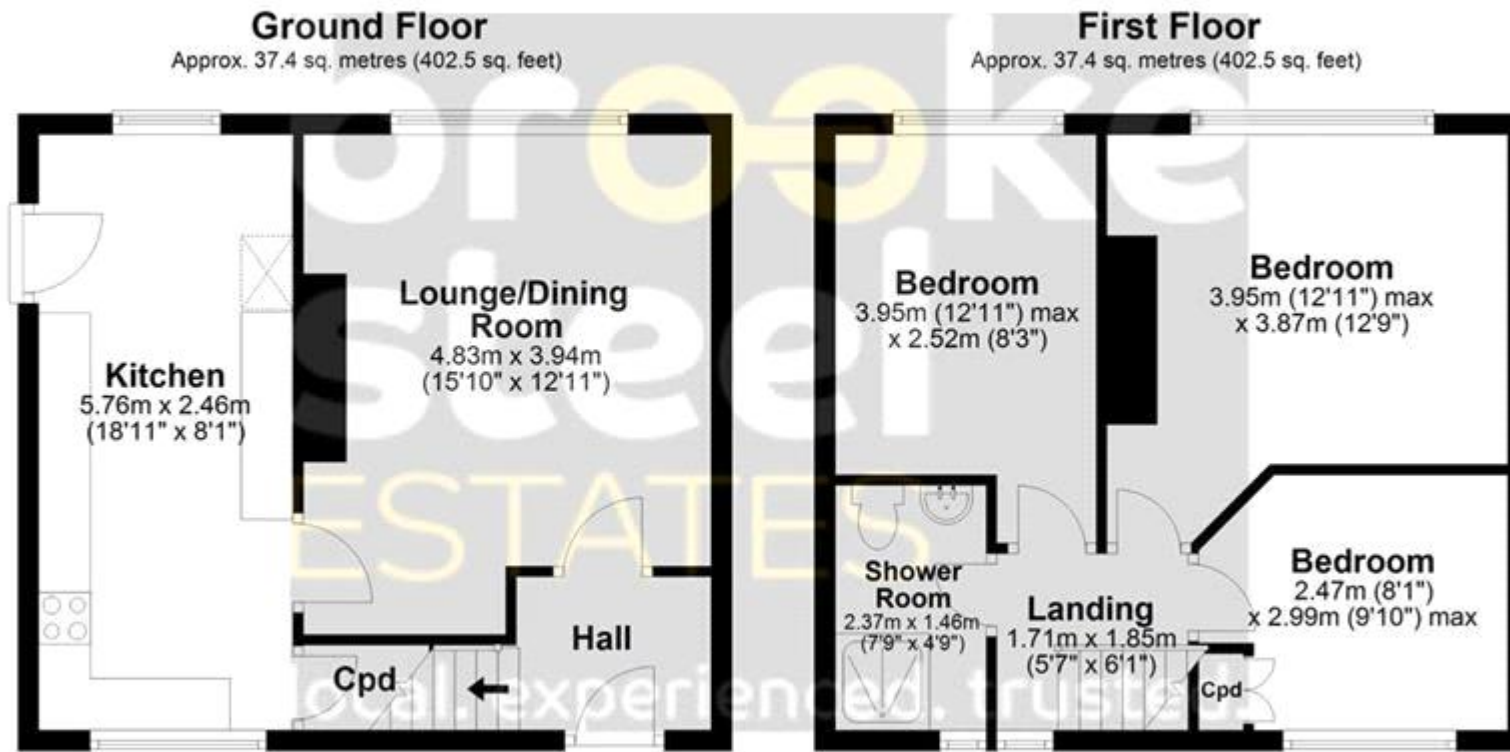 Ground Floor
Approx. 37.4 sq. metres (402.5 sq. feet)
First Floor
Approx. 37.4 sq. metres (402.5 sq. feet)
brooke
steel
ESTATES
local. experienced. trusted.
Kitchen
5.76m x 2.46m
(18'11" x 8'1")
Lounge/Dining
Room
4.83m x 3.94m
(15'10" x 12'11")
Cpd
Hall
Bedroom
3.95m (12'11") max
x 2.52m (8'3")
Bedroom
3.95m (12'11") max
x 3.87m (12'9")
Shower
Room
2.37m x 1.46m
(7'9" x 4'9")
Landing
1.71m x 1.85m
(5'7" x 6'1")
Bedroom
2.47m (8'1")
x 2.99m (9'10") max
Cpd